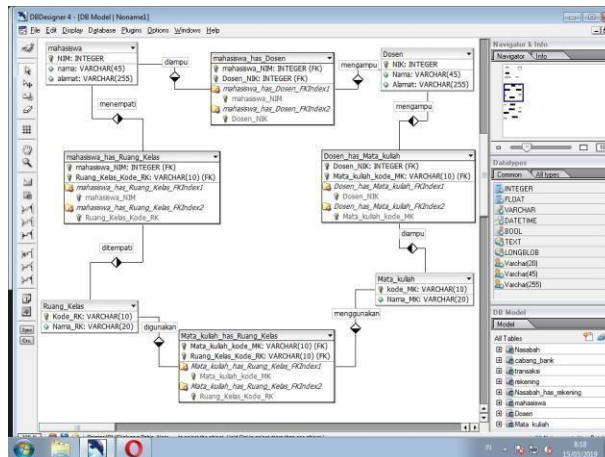 DBDesigner 4 - [DB Model | Noname1]
File Edit Display Database Plugins Options Windows Help
mahasiswa
NIM: INTEGER
nama: VARCHAR(45)
alamat: VARCHAR(255)
diampu
mahasiswa_has_Dosen
mahasiswa_NIM: INTEGER (FK)
Dosen_NIK: INTEGER (FK)
mahasiswa_has_Dosen_FKIndex1
mahasiswa_NIM
mahasiswa_has_Dosen_FKIndex2
Dosen_NIK
mengampu
Dosen
NIK: INTEGER
Nama: VARCHAR(45)
Alamat: VARCHAR(255)
menempati
mengampu
mahasiswa_has_Ruang_Kelas
mahasiswa_NIM: INTEGER (FK)
Ruang_Kelas_Kode_RK: VARCHAR(10) (FK)
mahasiswa_has_Ruang_Kelas_FKIndex1
mahasiswa_NIM
mahasiswa_has_Ruang_Kelas_FKIndex2
Ruang_Kelas_Kode_RK
Dosen_has_Mata_kuliah
Dosen_NIK: INTEGER (FK)
Mata_kuliah_kode_MK: VARCHAR(10) (FK)
Dosen_has_Mata_kuliah_FKIndex1
Dosen_NIK
Dosen_has_Mata_kuliah_FKIndex2
Mata_kuliah_kode_MK
ditempati
diampu
Ruang_Kelas
Kode_RK: VARCHAR(10)
Nama_RK: VARCHAR(20)
digunakan
Mata_kuliah_has_Ruang_Kelas
Mata_kuliah_kode_MK: VARCHAR(10) (FK)
Ruang_Kelas_Kode_RK: VARCHAR(10) (FK)
Mata_kuliah_has_Ruang_Kelas_FKIndex1
Mata_kuliah_kode_MK
Mata_kuliah_has_Ruang_Kelas_FKIndex2
Ruang_Kelas_Kode_RK
menggunakan
Mata_kuliah
kode_MK: VARCHAR(10)
Nama_MK: VARCHAR(20)
Navigator & Info
Navigator Info
Datatypes
Common All types
INTEGER
FLOAT
VARCHAR
DATETIME
BOOL
TEXT
LONGBLOB
Varchar(20)
Varchar(45)
Varchar(255)
DB Model
Model
All Tables
Nasabah
cabang_bank
transaksi
rekening
Nasabah_has_rekening
mahasiswa
Dosen
Mata_kuliah
IN
8:18
15/03/2019